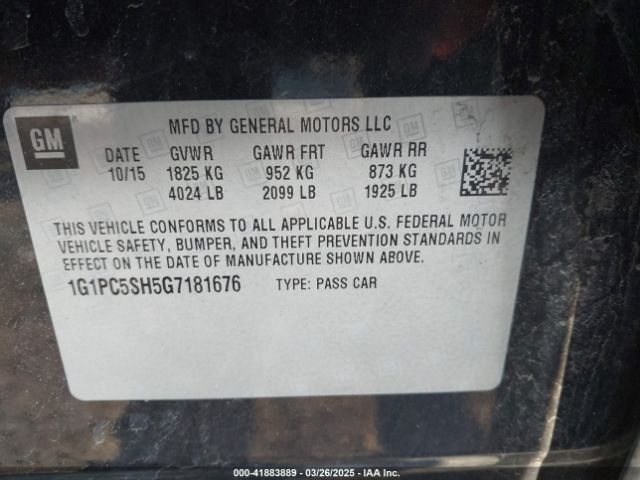 GM
MFD BY GENERAL MOTORS LLC
DATE GVWR GAWR FRT GAWR RR
10/15 1825 KG 952 KG 873 KG
4024 LB 2099 LB 1925 LB
THIS VEHICLE CONFORMS TO ALL APPLICABLE U.S. FEDERAL MOTOR
VEHICLE SAFETY, BUMPER, AND THEFT PREVENTION STANDARDS IN
EFFECT ON THE DATE OF MANUFACTURE SHOWN ABOVE.
1G1PC5SH5G7181676 TYPE: PASS CAR
000-41883889 - 03/26/2025 - IAA Inc.